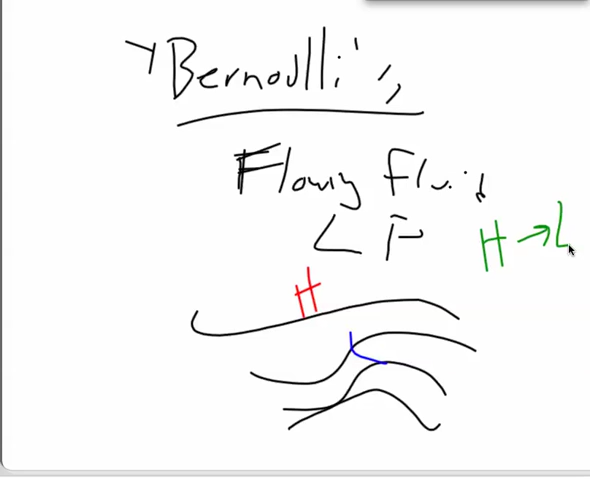 Bernoulli's
Flowing Fluid
< P H → L
H
L